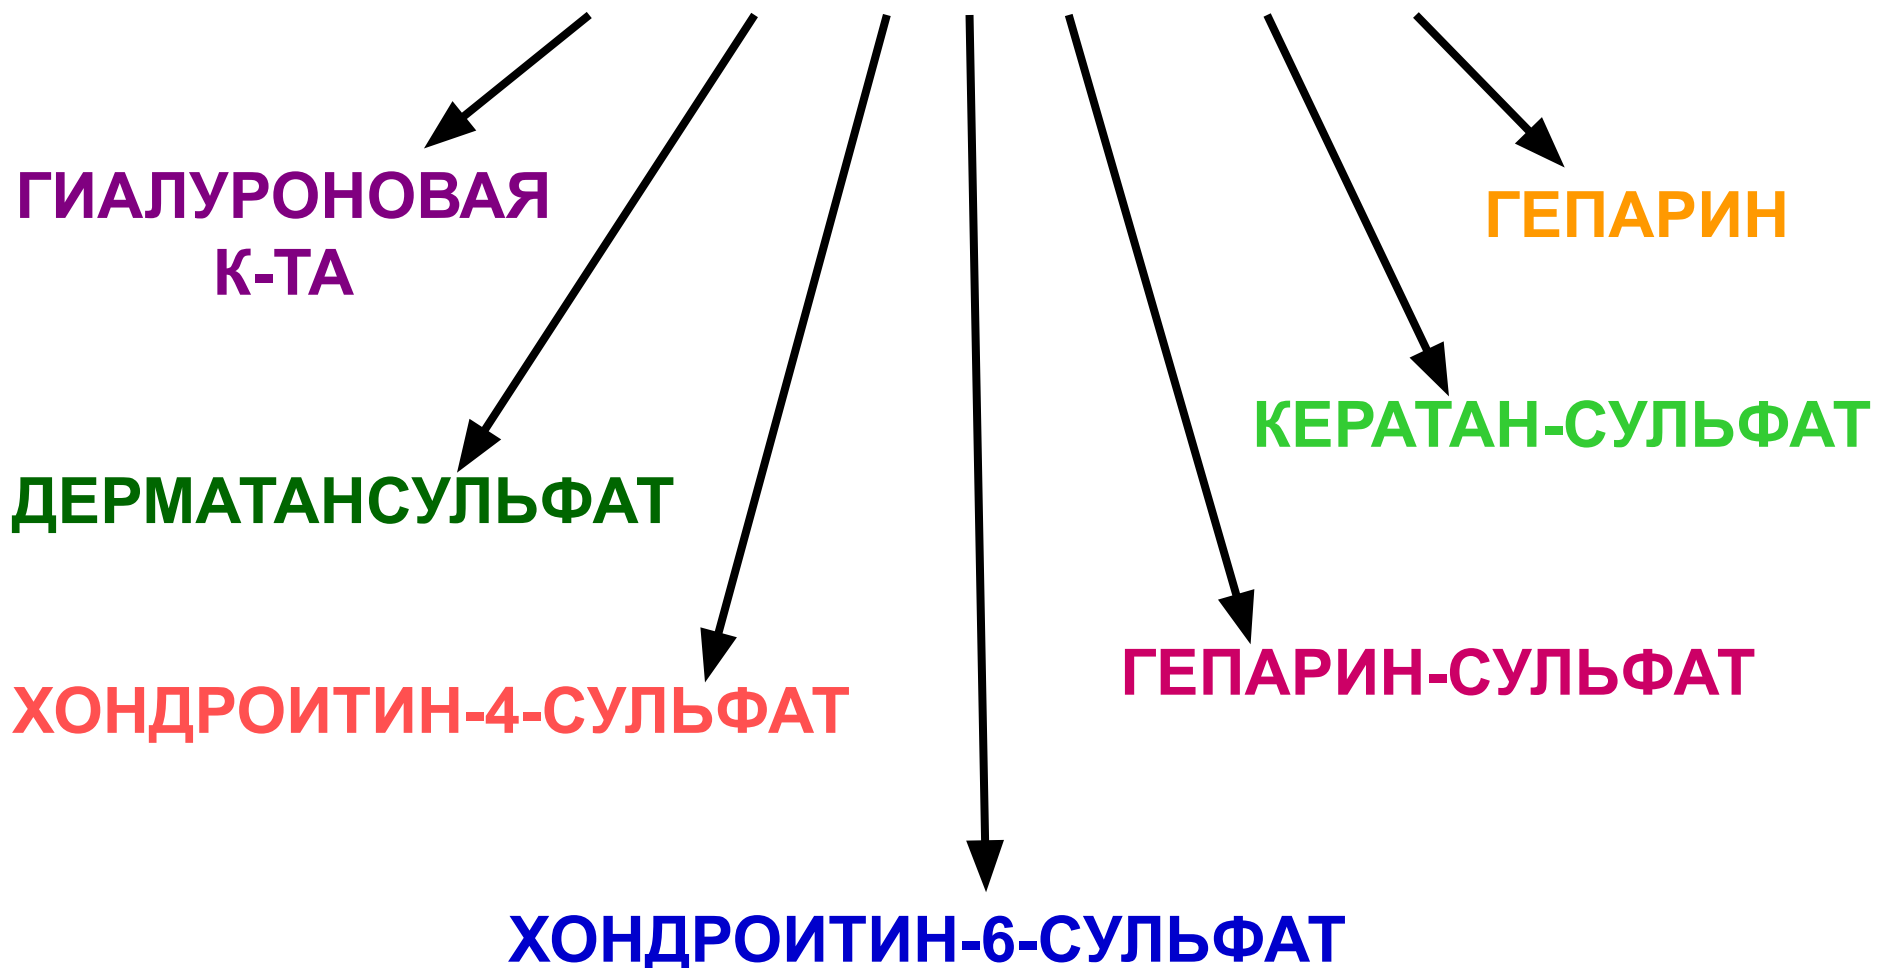 ГИАЛУРОНОВАЯ
К-ТА
ГЕПАРИН
КЕРАТАН-СУЛЬФАТ
ДЕРМАТАНСУЛЬФАТ
ГЕПАРИН-СУЛЬФАТ
ХОНДРОИТИН-4-СУЛЬФАТ
ХОНДРОИТИН-6-СУЛЬФАТ